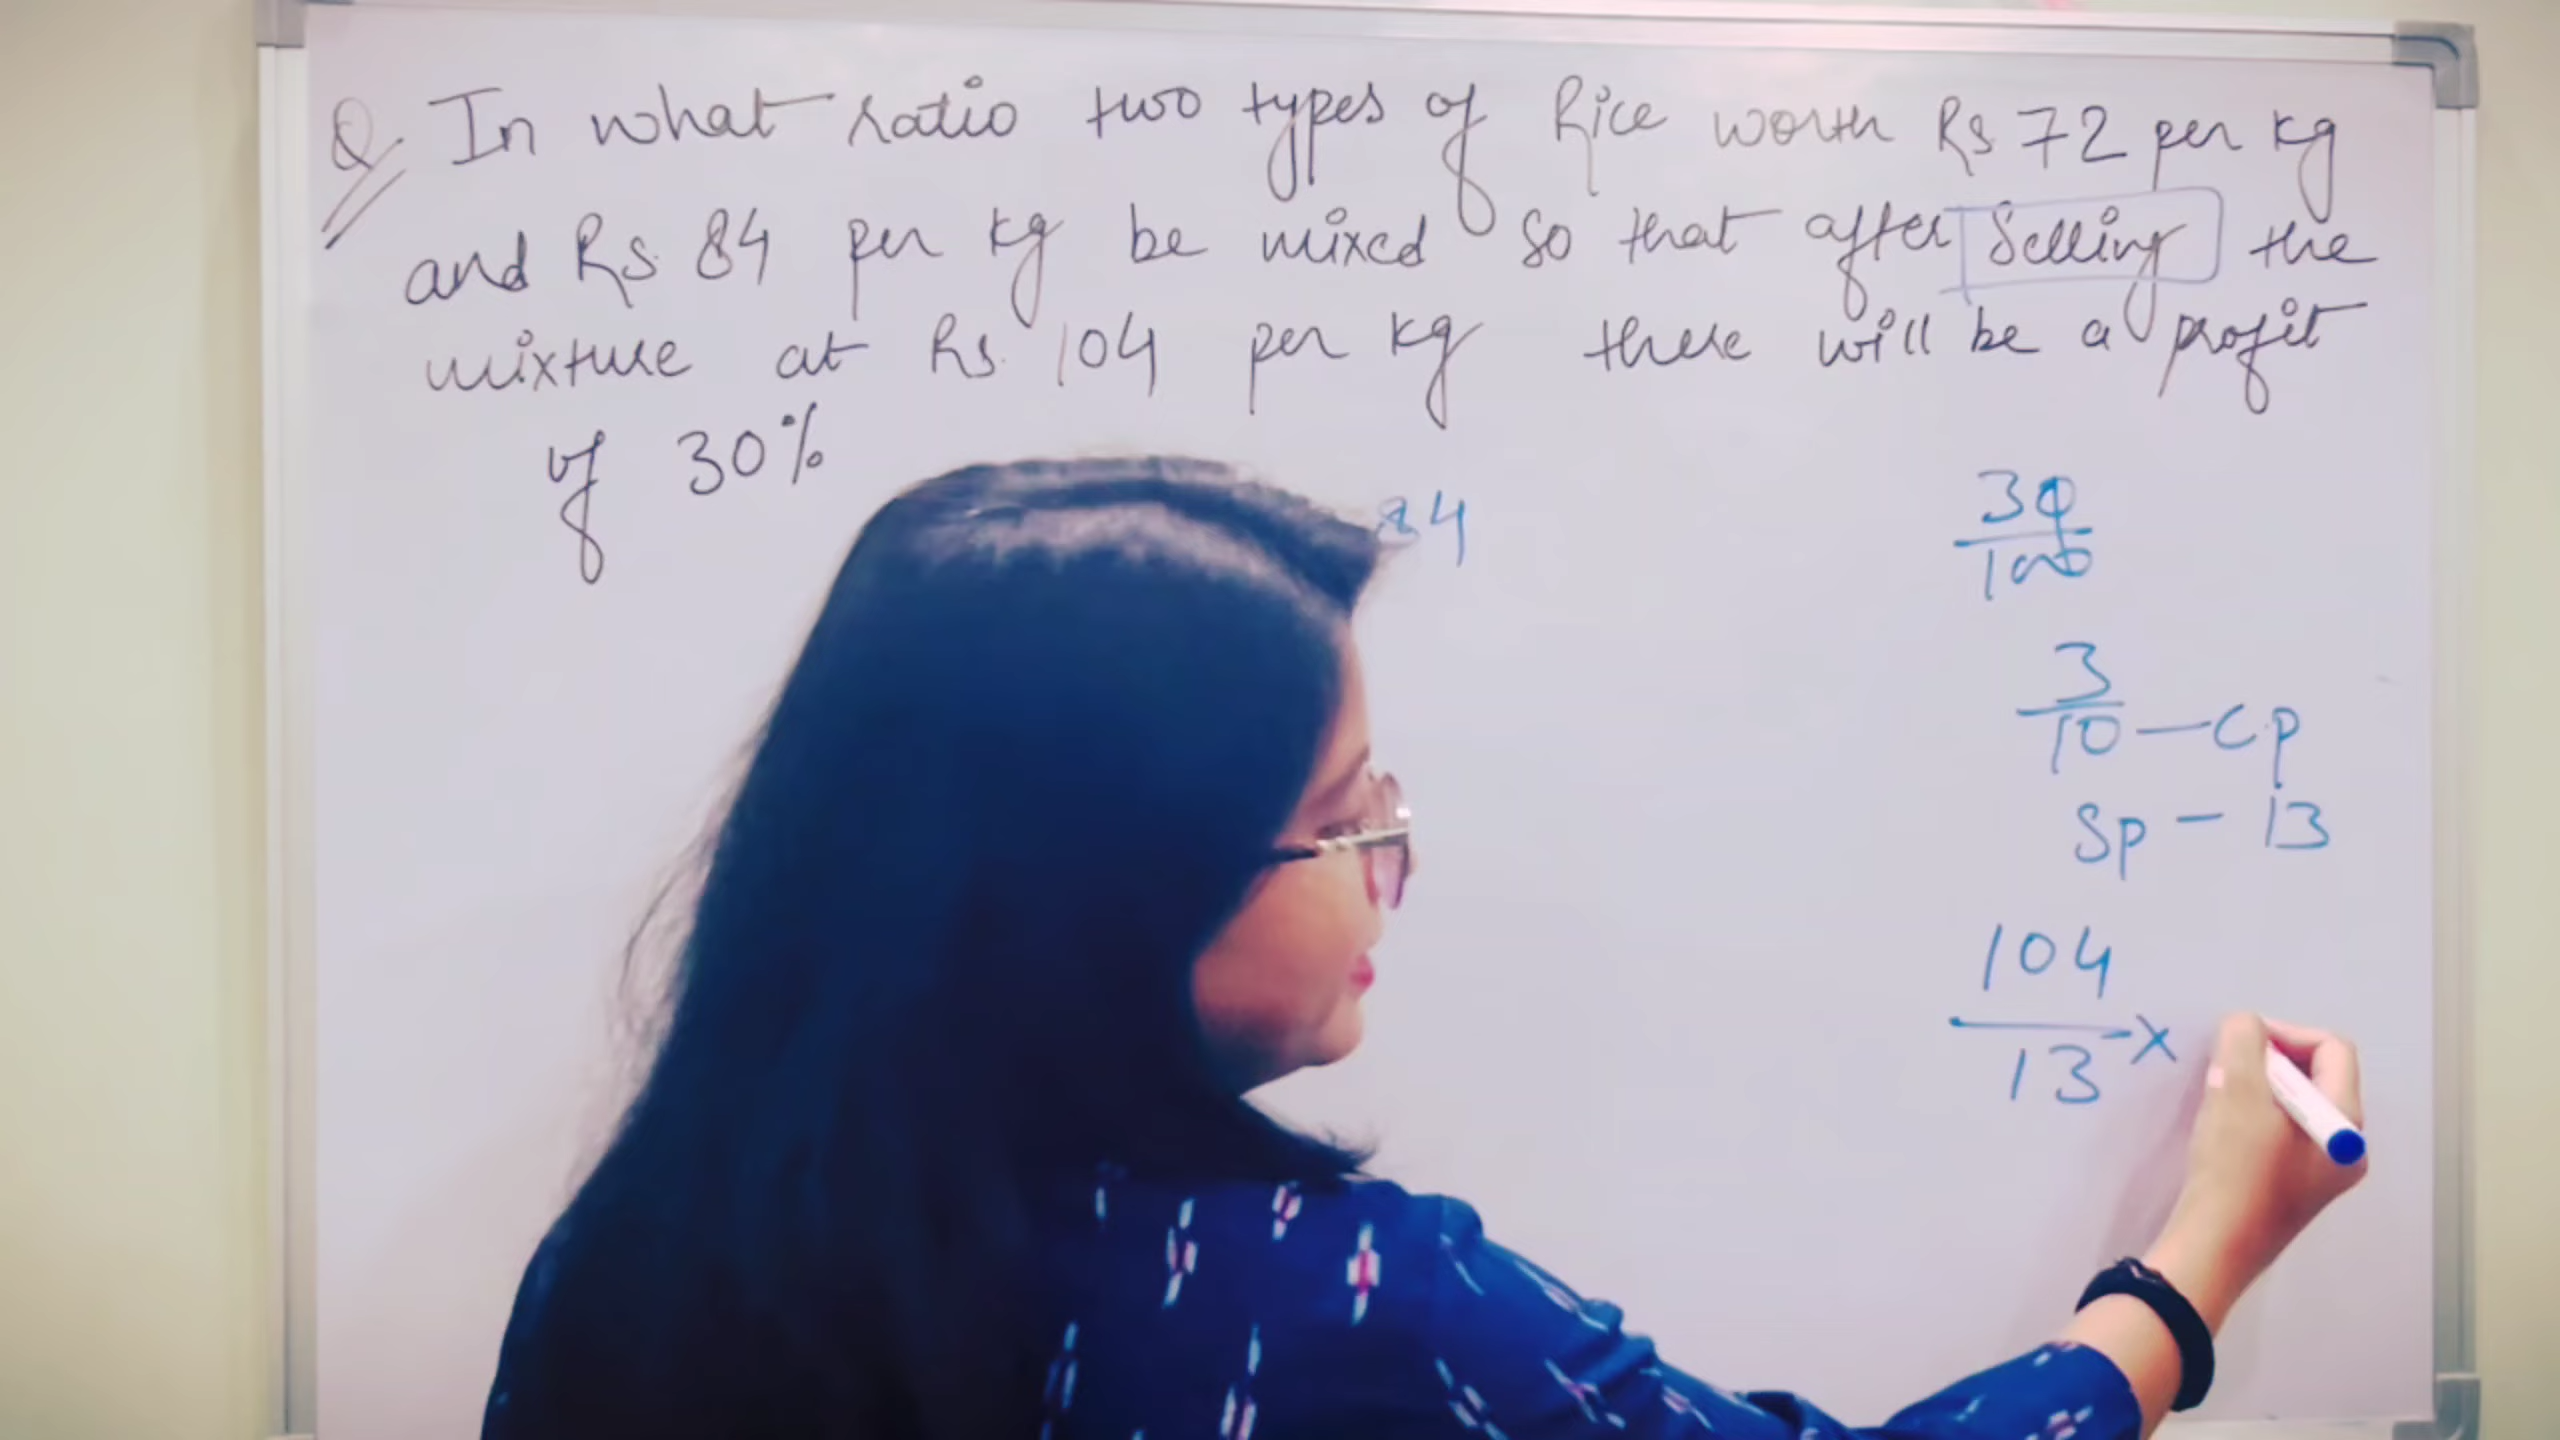 Q. In what ratio two types of Rice worth Rs 72 per kg
and Rs. 84 per kg be mixed so that after Selling the
mixture at Rs. 104 per kg there will be a profit
of 30%
84
30
100
3
10 - CP
SP - 13
104
13 ×